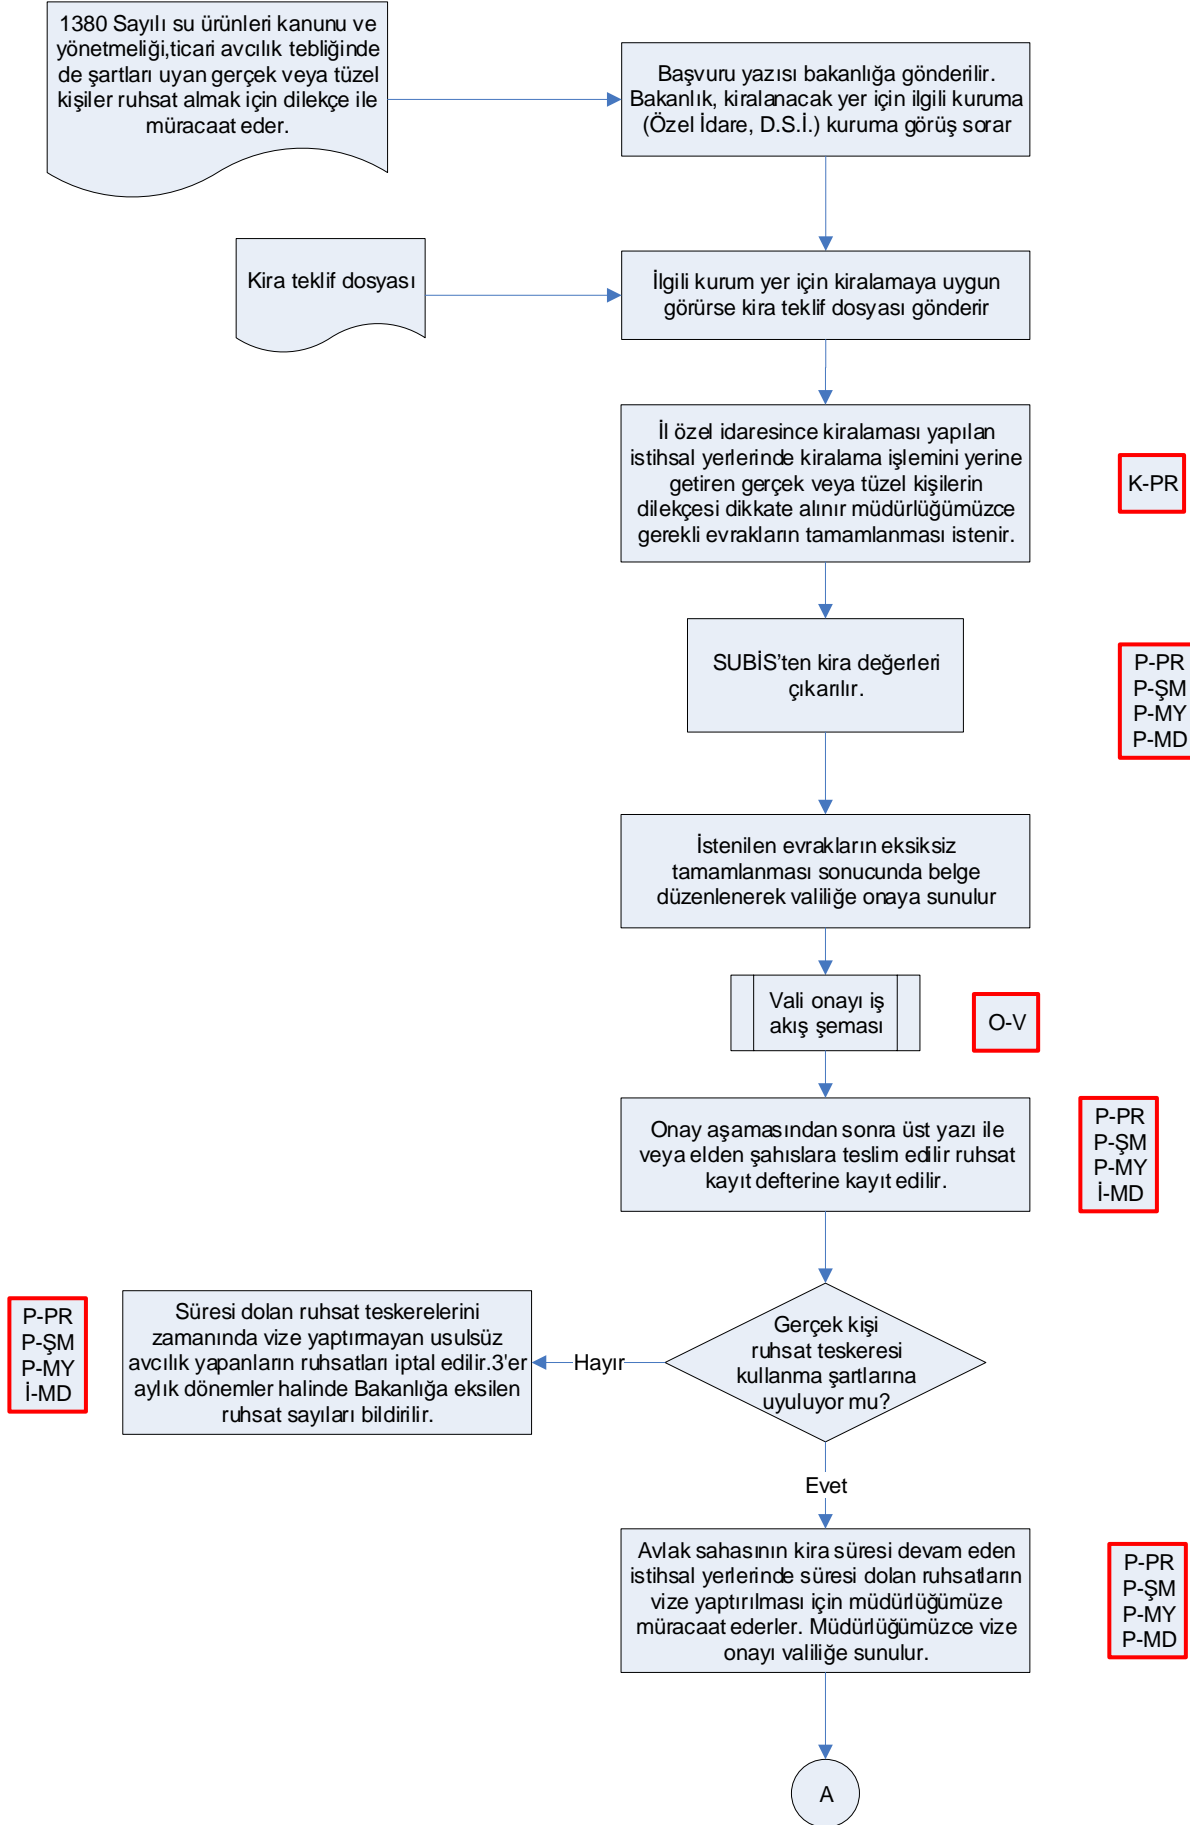 1380 Sayılı su ürünleri kanunu ve
yönetmeliği,ticari avcılık tebliğinde
de şartları uyan gerçek veya tüzel
kişiler ruhsat almak için dilekçe ile
müracaat eder.
Başvuru yazısı bakanlığa gönderilir.
Bakanlık, kiralanacak yer için ilgili kuruma
(Özel İdare, D.S.İ.) kuruma görüş sorar
Kira teklif dosyası
İlgili kurum yer için kiralamaya uygun
görürse kira teklif dosyası gönderir
İl özel idaresince kiralaması yapılan
istihsal yerlerinde kiralama işlemini yerine
getiren gerçek veya tüzel kişilerin
dilekçesi dikkate alınır müdürlüğümüzce
gerekli evrakların tamamlanması istenir.
K-PR
SUBİS’ten kira değerleri
çıkarılır.
P-PR
P-ŞM
P-MY
P-MD
İstenilen evrakların eksiksiz
tamamlanması sonucunda belge
düzenlenerek valiliğe onaya sunulur
Vali onayı iş
akış şeması
O-V
Onay aşamasından sonra üst yazı ile
veya elden şahıslara teslim edilir ruhsat
kayıt defterine kayıt edilir.
P-PR
P-ŞM
P-MY
İ-MD
Gerçek kişi
ruhsat teskeresi
kullanma şartlarına
uyuluyor mu?
Hayır
Süresi dolan ruhsat teskerelerini
zamanında vize yaptırmayan usulsüz
avcılık yapanların ruhsatları iptal edilir.3'er
aylık dönemler halinde Bakanlığa eksilen
ruhsat sayıları bildirilir.
P-PR
P-ŞM
P-MY
İ-MD
Evet
Avlak sahasının kira süresi devam eden
istihsal yerlerinde süresi dolan ruhsatların
vize yaptırılması için müdürlüğümüze
müracaat ederler. Müdürlüğümüzce vize
onayı valiliğe sunulur.
P-PR
P-ŞM
P-MY
P-MD
A